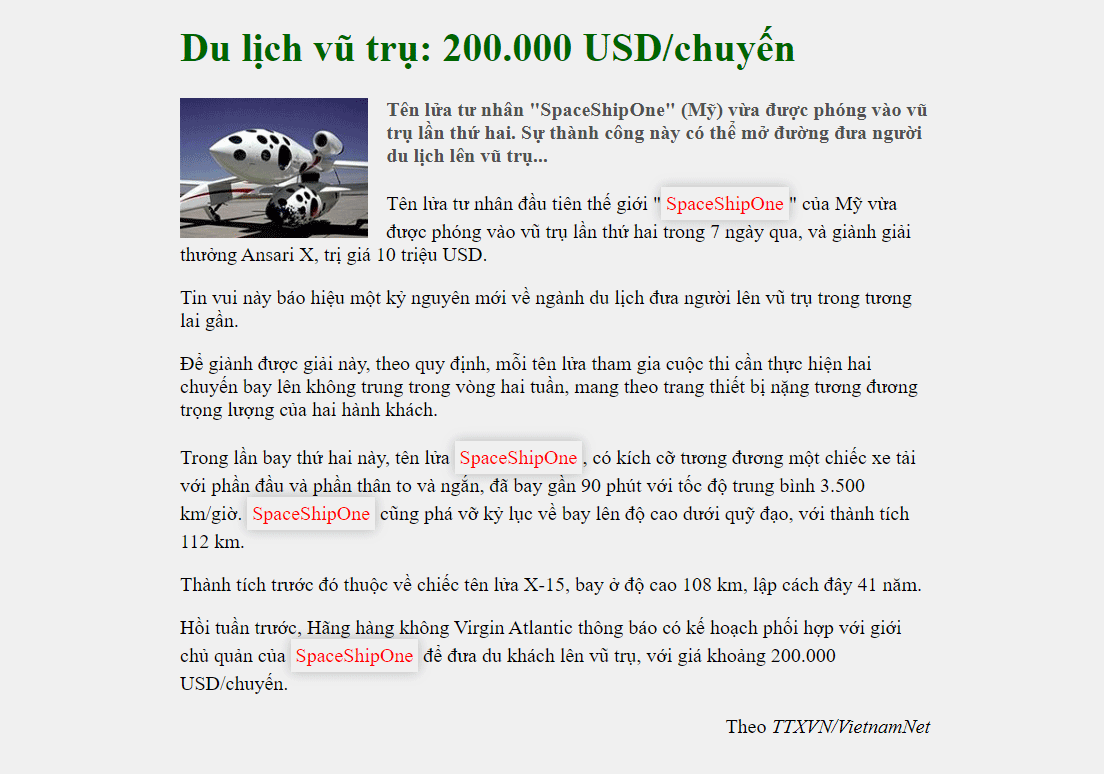 Du lịch vũ trụ: 200.000 USD/chuyến
Tên lửa tư nhân "SpaceShipOne" (Mỹ) vừa được phóng vào vũ
trụ lần thứ hai. Sự thành công này có thể mở đường đưa người
du lịch lên vũ trụ...
Tên lửa tư nhân đầu tiên thế giới "SpaceShipOne" của Mỹ vừa
được phóng vào vũ trụ lần thứ hai trong 7 ngày qua, và giành giải
thưởng Ansari X, trị giá 10 triệu USD.
Tin vui này báo hiệu một kỷ nguyên mới về ngành du lịch đưa người lên vũ trụ trong tương
lai gần.
Để giành được giải này, theo quy định, mỗi tên lửa tham gia cuộc thi cần thực hiện hai
chuyến bay lên không trung trong vòng hai tuần, mang theo trang thiết bị nặng tương đương
trọng lượng của hai hành khách.
Trong lần bay thứ hai này, tên lửa SpaceShipOne, có kích cỡ tương đương một chiếc xe tải
với phần đầu và phần thân to và ngắn, đã bay gần 90 phút với tốc độ trung bình 3.500
km/giờ. SpaceShipOne cũng phá vỡ kỷ lục về bay lên độ cao dưới quỹ đạo, với thành tích
112 km.
Thành tích trước đó thuộc về chiếc tên lửa X-15, bay ở độ cao 108 km, lập cách đây 41 năm.
Hồi tuần trước, Hãng hàng không Virgin Atlantic thông báo có kế hoạch phối hợp với giới
chủ quản của SpaceShipOne để đưa du khách lên vũ trụ, với giá khoảng 200.000
USD/chuyến.
Theo TTXVN/VietnamNet